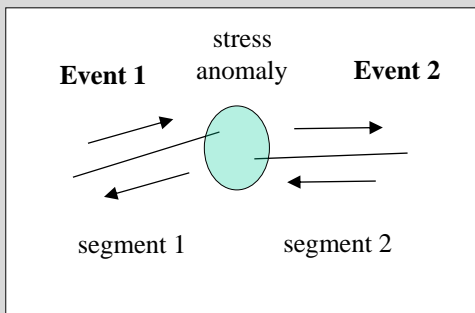 stress
anomaly
Event 1
Event 2
segment 1
segment 2